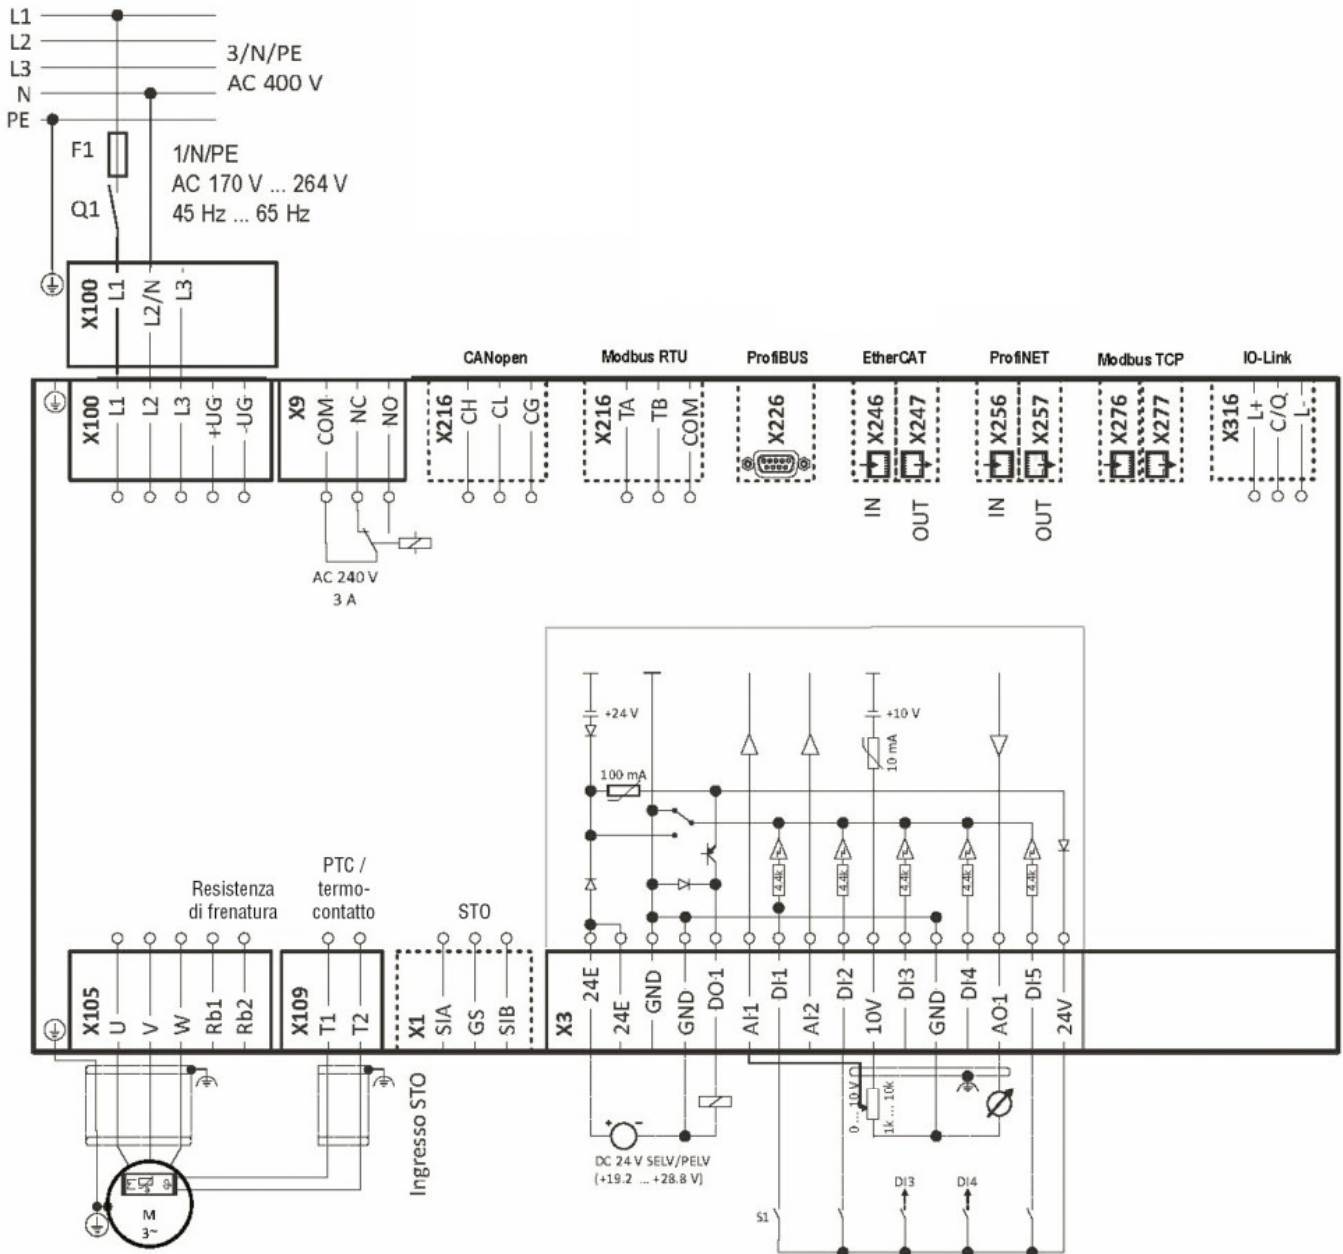 L1
L2
L3
N
PE
3/N/PE
AC 400 V
F1
Q1
1/N/PE
AC 170 V ... 264 V
45 Hz ... 65 Hz
X100
L1
L2/N
L3
CANopen
Modbus RTU
ProfiBUS
EtherCAT
ProfiNET
Modbus TCP
IO-Link
X100
L1
L2
L3
+UG
-UG
X9
COM
NC
NO
X216
CH
CL
CG
X216
TA
TB
COM
X226
X246
X247
X256
X257
X276
X277
X316
L+
C/Q
L-
IN
OUT
IN
OUT
AC 240 V
3 A
+24 V
+10 V
100 mA
10 mA
4.4k
4.4k
4.4k
4.4k
4.4k
Resistenza
di frenatura
PTC /
termo-
contatto
STO
X105
U
V
W
Rb1
Rb2
X109
T1
T2
X1
SIA
GS
SIB
X3
24E
24E
GND
GND
DO1
AI1
DI1
AI2
DI2
10V
DI3
GND
DI4
AO1
DI5
24V
Ingresso STO
0 ... 10 V
1k ... 10k
+
-
DC 24 V SELV/PELV
(+19.2 ... +28.8 V)
DI3
DI4
S1
M
3~